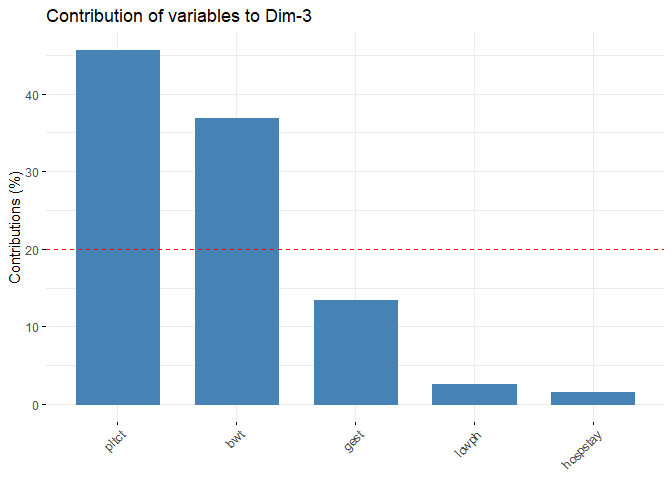 Contribution of variables to Dim-3
Contributions (%)
40
30
20
10
0
pltct
bwt
gest
lowph
hospstay